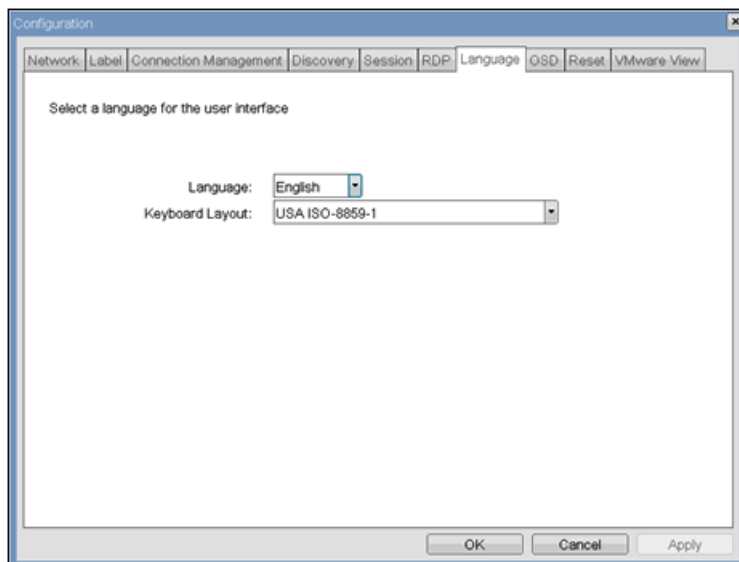 Configuration
Network Label Connection Management Discovery Session RDP Language OSD Reset VMware View
Select a language for the user interface
Language: English
Keyboard Layout: USA ISO-8859-1
OK Cancel Apply